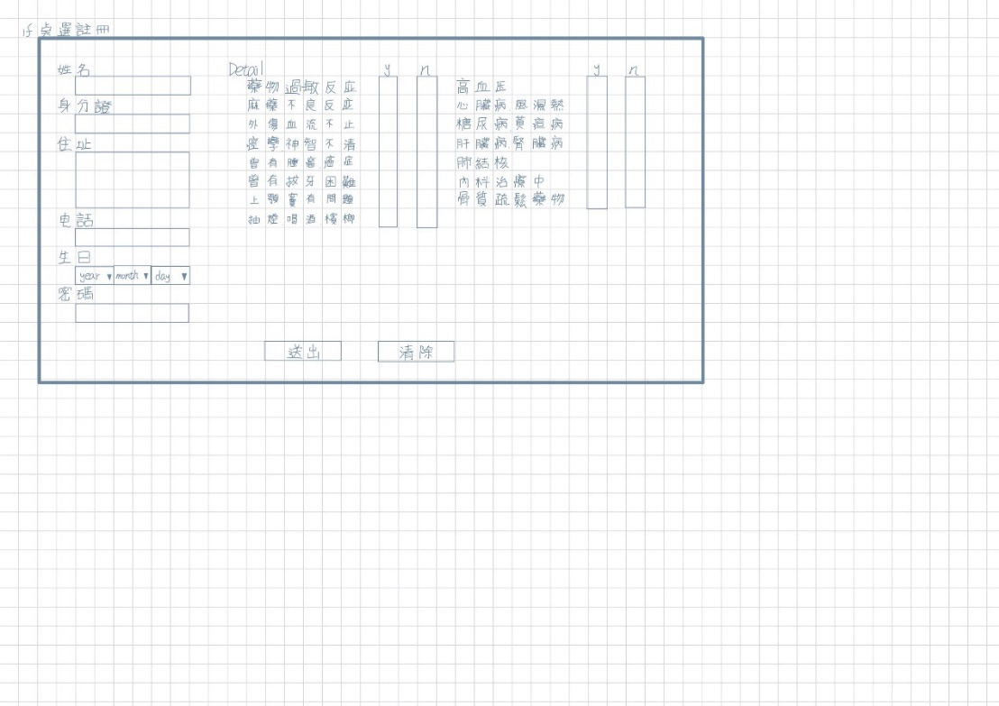 if 點選註冊
姓名
身分證
住址
电話
生日
year ▼ month ▼ day ▼
密碼
Detail y n
藥物過敏反应
麻藥不良反应
外傷血流不止
痙攣神智不清
曾有腫瘤癌症
曾有拔牙困難
上顎竇有問題
抽煙喝酒檳榔
y n
高血压
心臟病風濕熱
糖尿病黃疸病
肝臟病腎臟病
肺結核
內科治療中
骨質疏鬆藥物
送出 清除